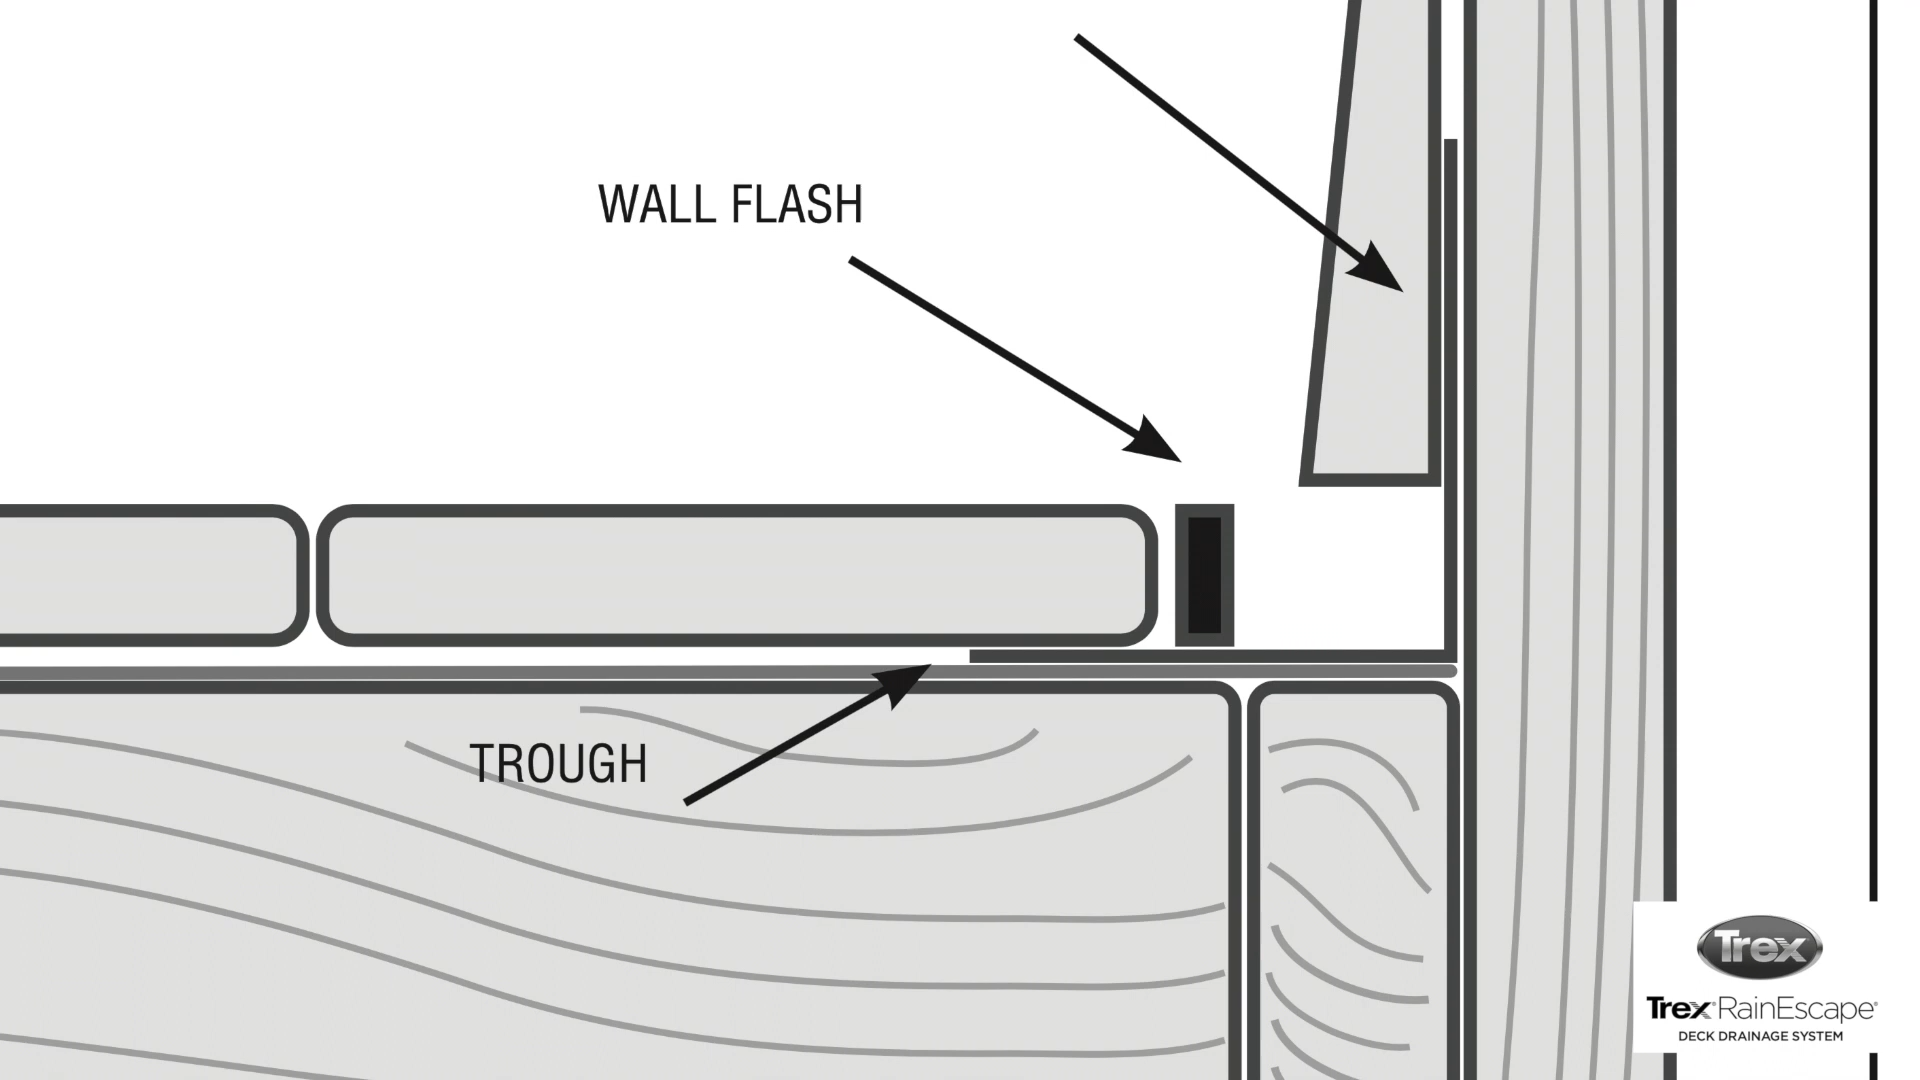 WALL FLASH
TROUGH
Trex
Trex® RainEscape®
DECK DRAINAGE SYSTEM